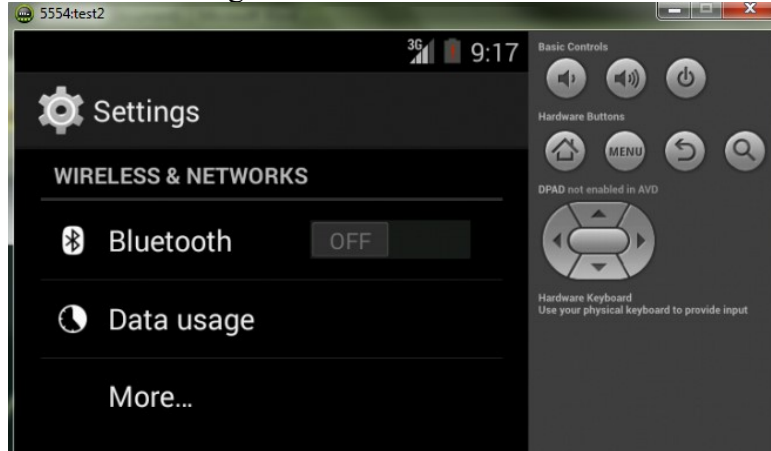 5554:test2
3G 9:17
Settings
WIRELESS & NETWORKS
Bluetooth OFF
Data usage
More...
Basic Controls
Hardware Buttons
MENU
DPAD not enabled in AVD
Hardware Keyboard
Use your physical keyboard to provide input